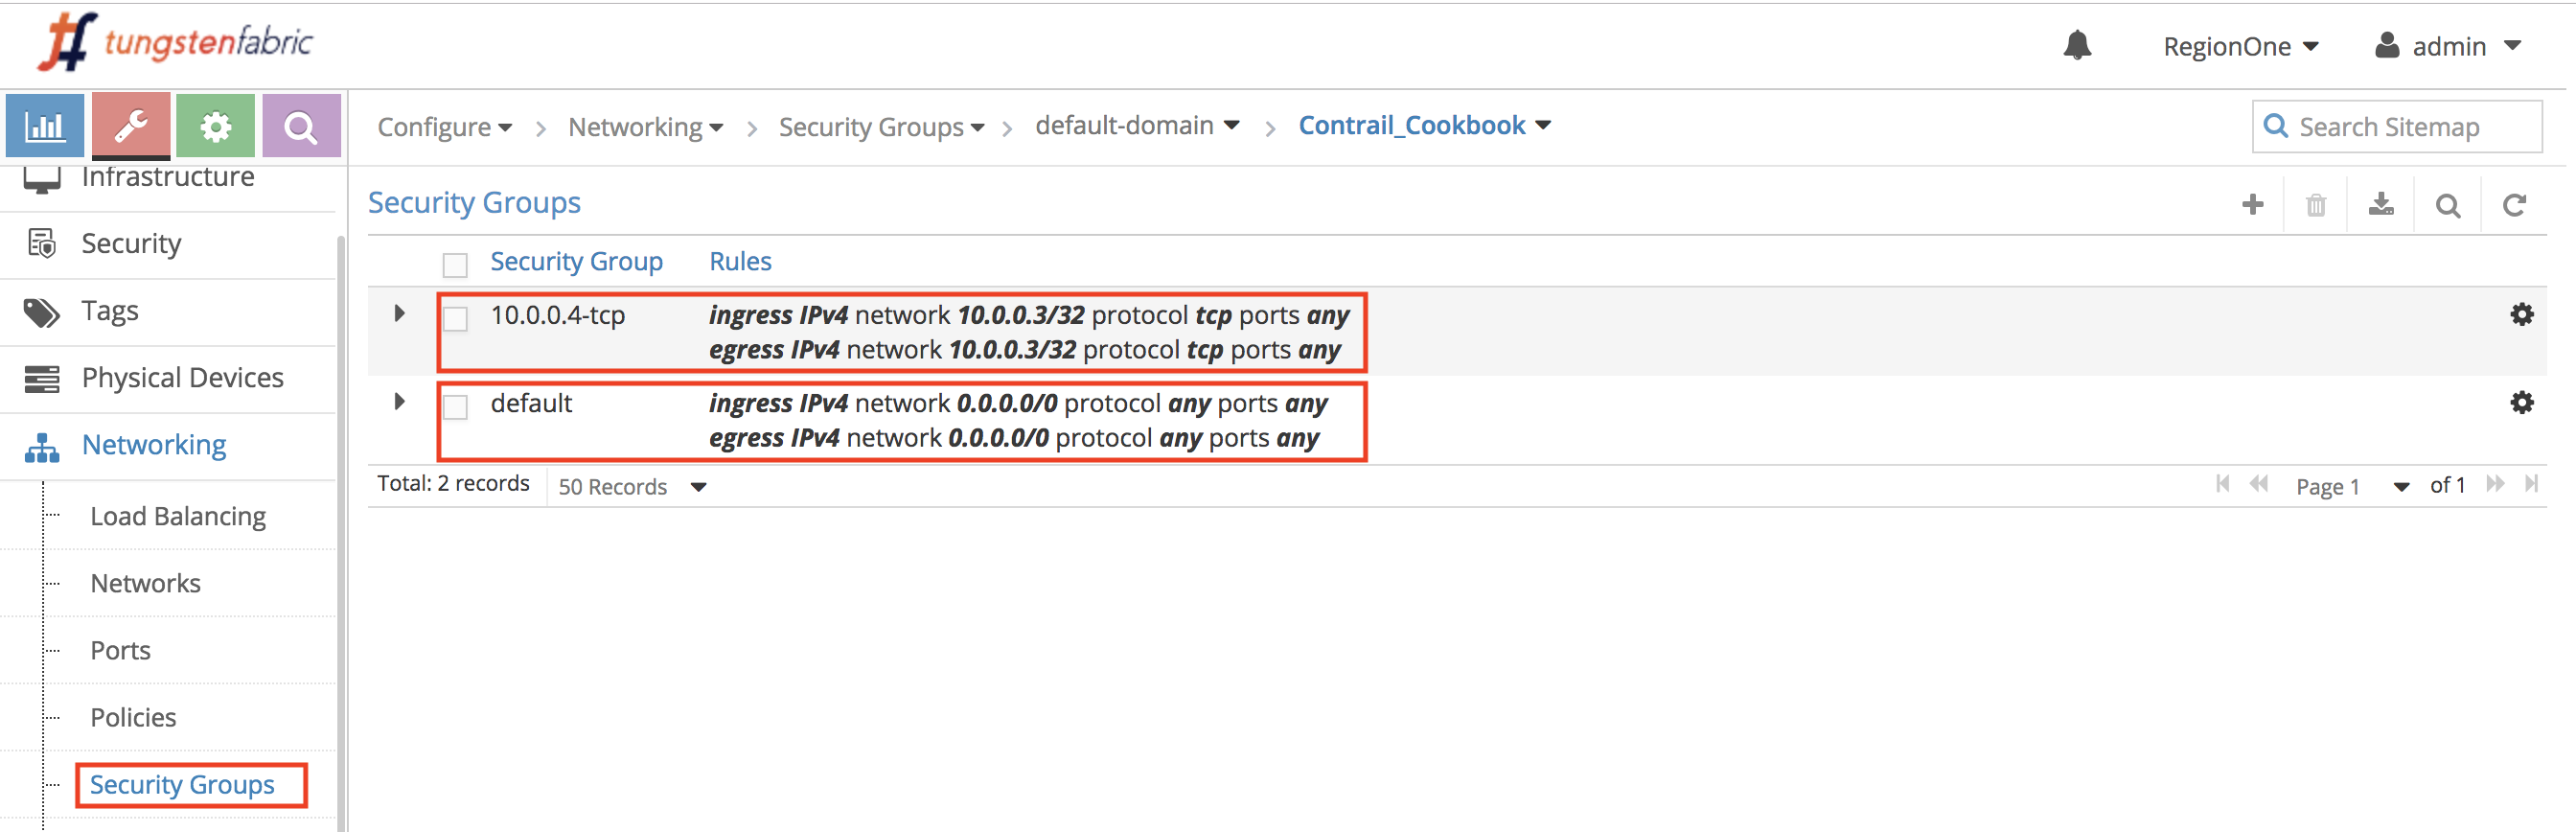 tungstenfabric
RegionOne
admin
Configure > Networking > Security Groups > default-domain > Contrail_Cookbook
Search Sitemap
Infrastructure
Security
Tags
Physical Devices
Networking
Load Balancing
Networks
Ports
Policies
Security Groups
Security Groups
Security Group Rules
10.0.0.4-tcp ingress IPv4 network 10.0.0.3/32 protocol tcp ports any
egress IPv4 network 10.0.0.3/32 protocol tcp ports any
default ingress IPv4 network 0.0.0.0/0 protocol any ports any
egress IPv4 network 0.0.0.0/0 protocol any ports any
Total: 2 records 50 Records Page 1 of 1